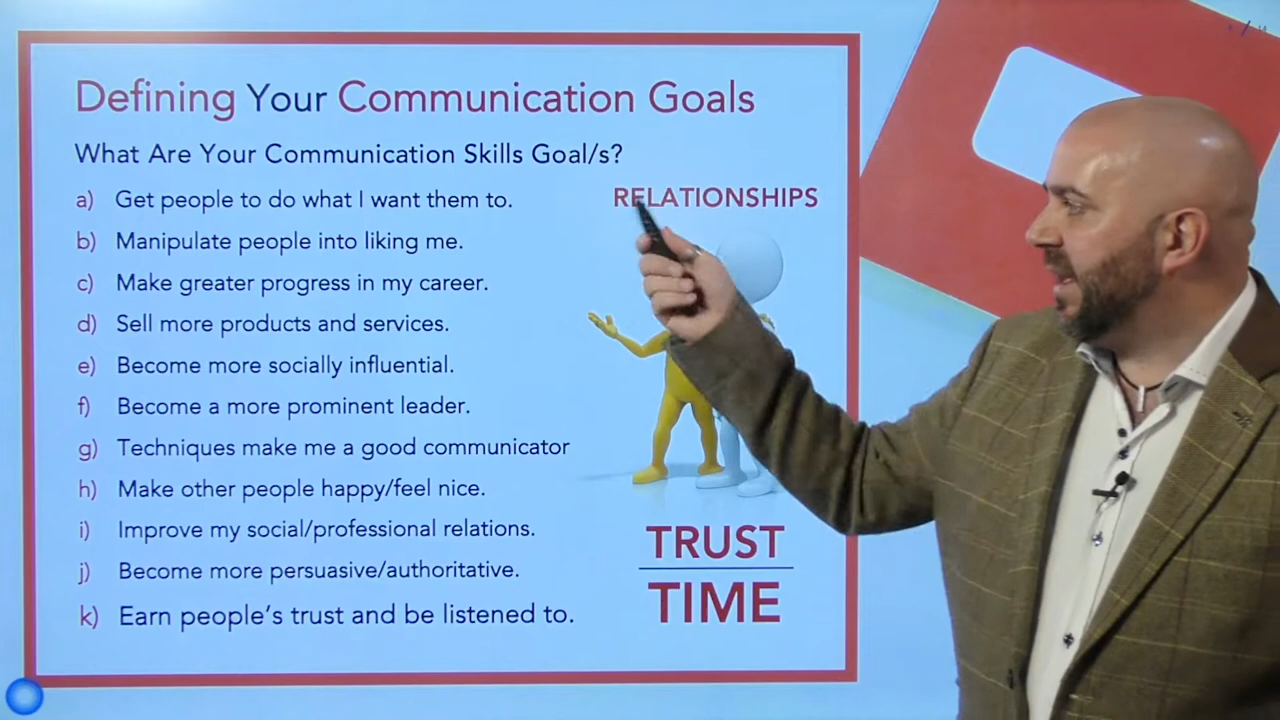 Defining Your Communication Goals
What Are Your Communication Skills Goal/s?
a) Get people to do what I want them to.
b) Manipulate people into liking me.
c) Make greater progress in my career.
d) Sell more products and services.
e) Become more socially influential.
f) Become a more prominent leader.
g) Techniques make me a good communicator
h) Make other people happy/feel nice.
i) Improve my social/professional relations.
j) Become more persuasive/authoritative.
k) Earn people's trust and be listened to.
RELATIONSHIPS
TRUST
TIME